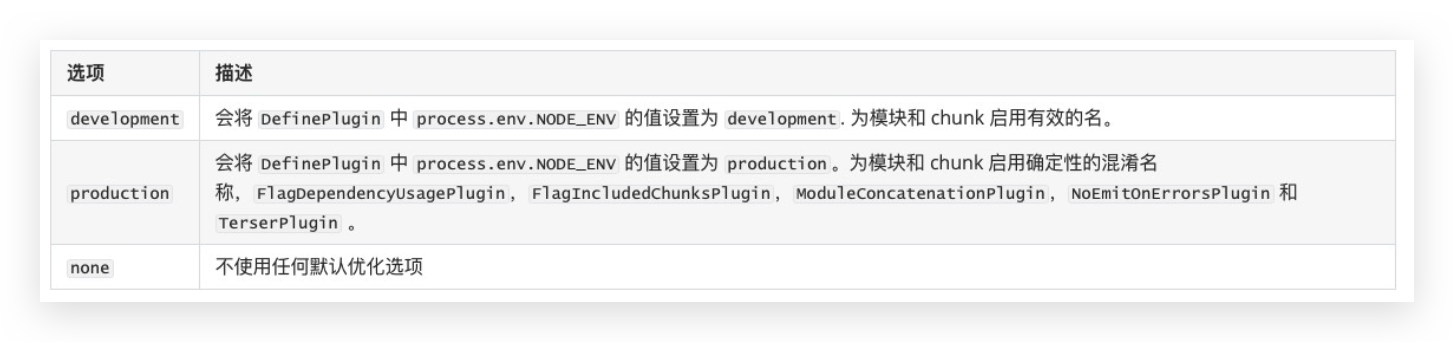 选项 描述
development 会将 DefinePlugin 中 process.env.NODE_ENV 的值设置为 development. 为模块和 chunk 启用有效的名。
会将 DefinePlugin 中 process.env.NODE_ENV 的值设置为 production。为模块和 chunk 启用确定性的混淆名
production 称，FlagDependencyUsagePlugin，FlagIncludedChunksPlugin，ModuleConcatenationPlugin，NoEmitOnErrorsPlugin 和
TerserPlugin 。
none 不使用任何默认优化选项